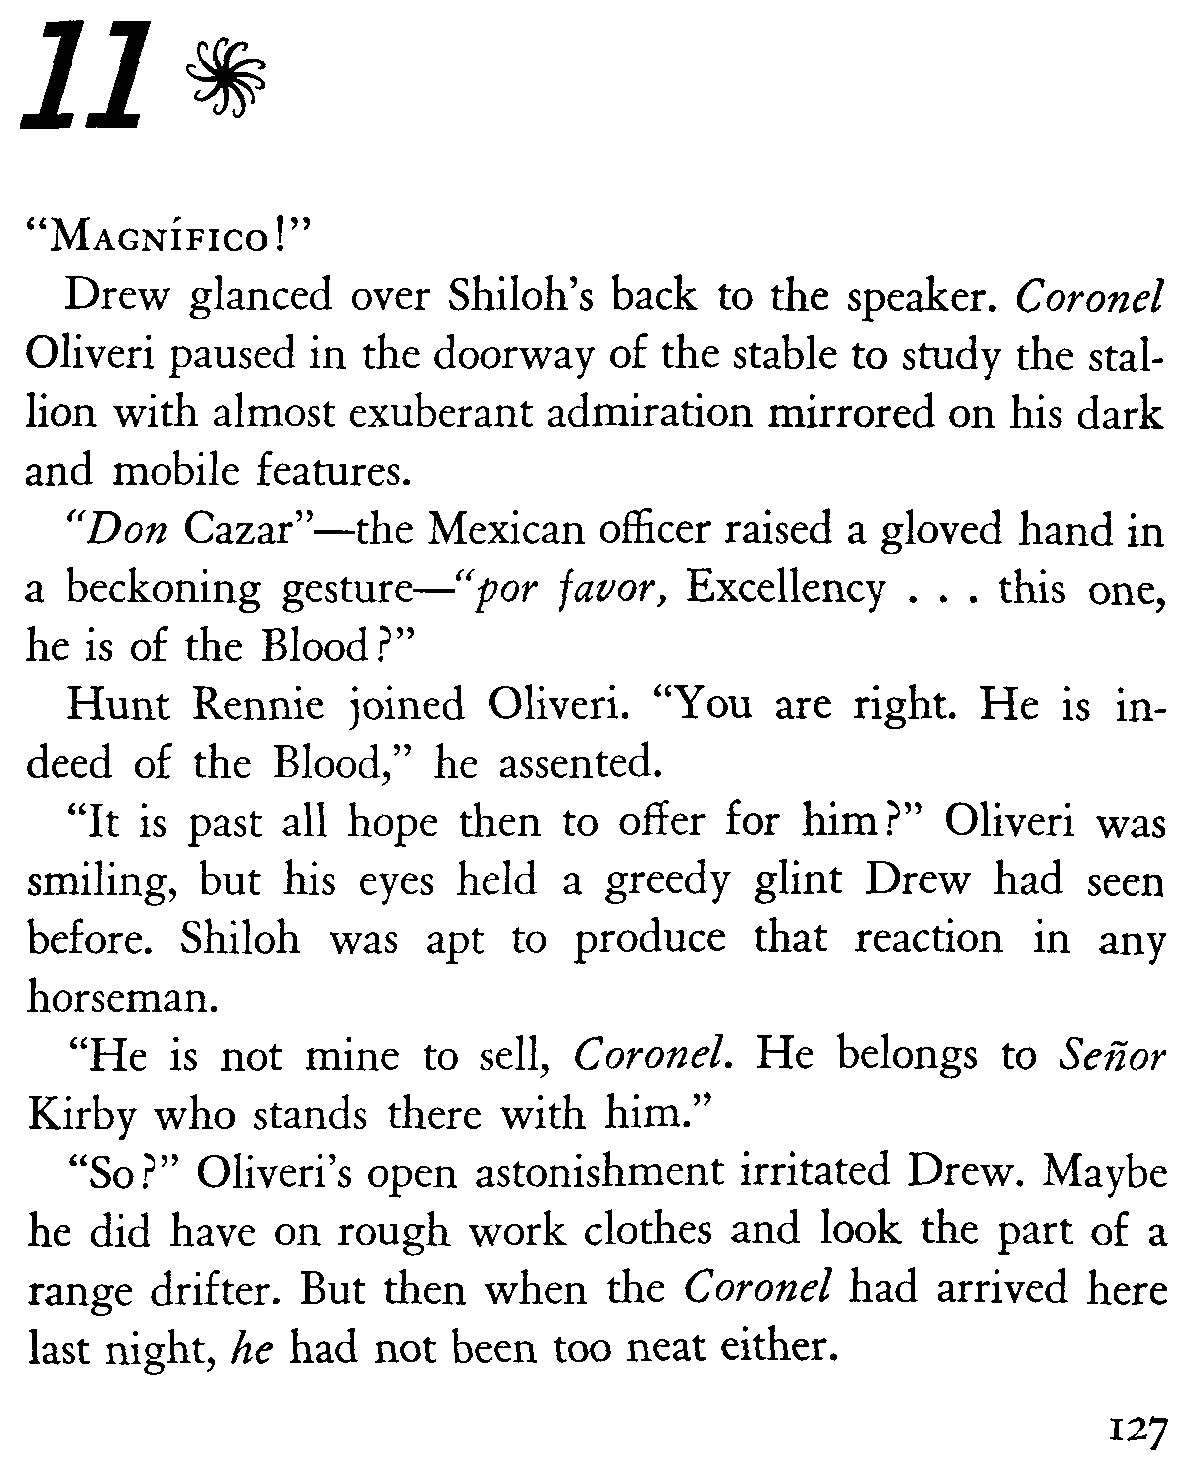 11
“Magnífico!”
Drew glanced over Shiloh’s back to the speaker. Coronel
Oliveri paused in the doorway of the stable to study the stal-
lion with almost exuberant admiration mirrored on his dark
and mobile features.
“Don Cazar”—the Mexican officer raised a gloved hand in
a beckoning gesture—“por favor, Excellency . . . this one,
he is of the Blood?”
Hunt Rennie joined Oliveri. “You are right. He is in-
deed of the Blood,” he assented.
“It is past all hope then to offer for him?” Oliveri was
smiling, but his eyes held a greedy glint Drew had seen
before. Shiloh was apt to produce that reaction in any
horseman.
“He is not mine to sell, Coronel. He belongs to Señor
Kirby who stands there with him.”
“So?” Oliveri’s open astonishment irritated Drew. Maybe
he did have on rough work clothes and look the part of a
range drifter. But then when the Coronel had arrived here
last night, he had not been too neat either.
127